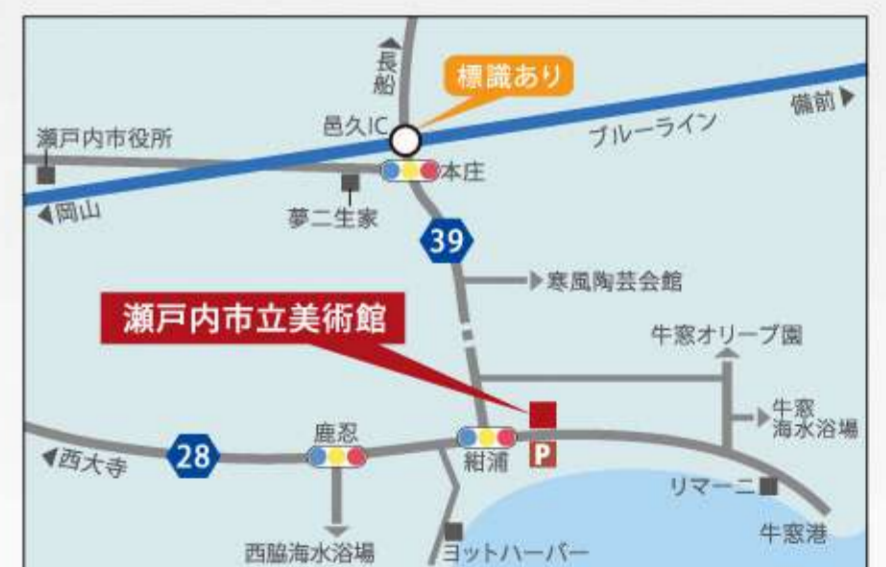 長船
標識あり
備前
邑久IC
ブルーライン
瀬戸内市役所
本庄
岡山
夢二生家
39
寒風陶芸会館
瀬戸内市立美術館
牛窓オリーブ園
牛窓
海水浴場
鹿忍
28
西大寺
紺浦
P
リマーニ
牛窓港
西脇海水浴場
ヨットハーバー